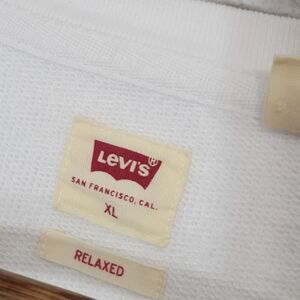 Levi's®
SAN FRANCISCO, CAL.
XL
RELAXED